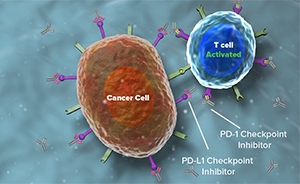 T cell
Activated
Cancer Cell
PD-1 Checkpoint
Inhibitor
PD-L1 Checkpoint
Inhibitor